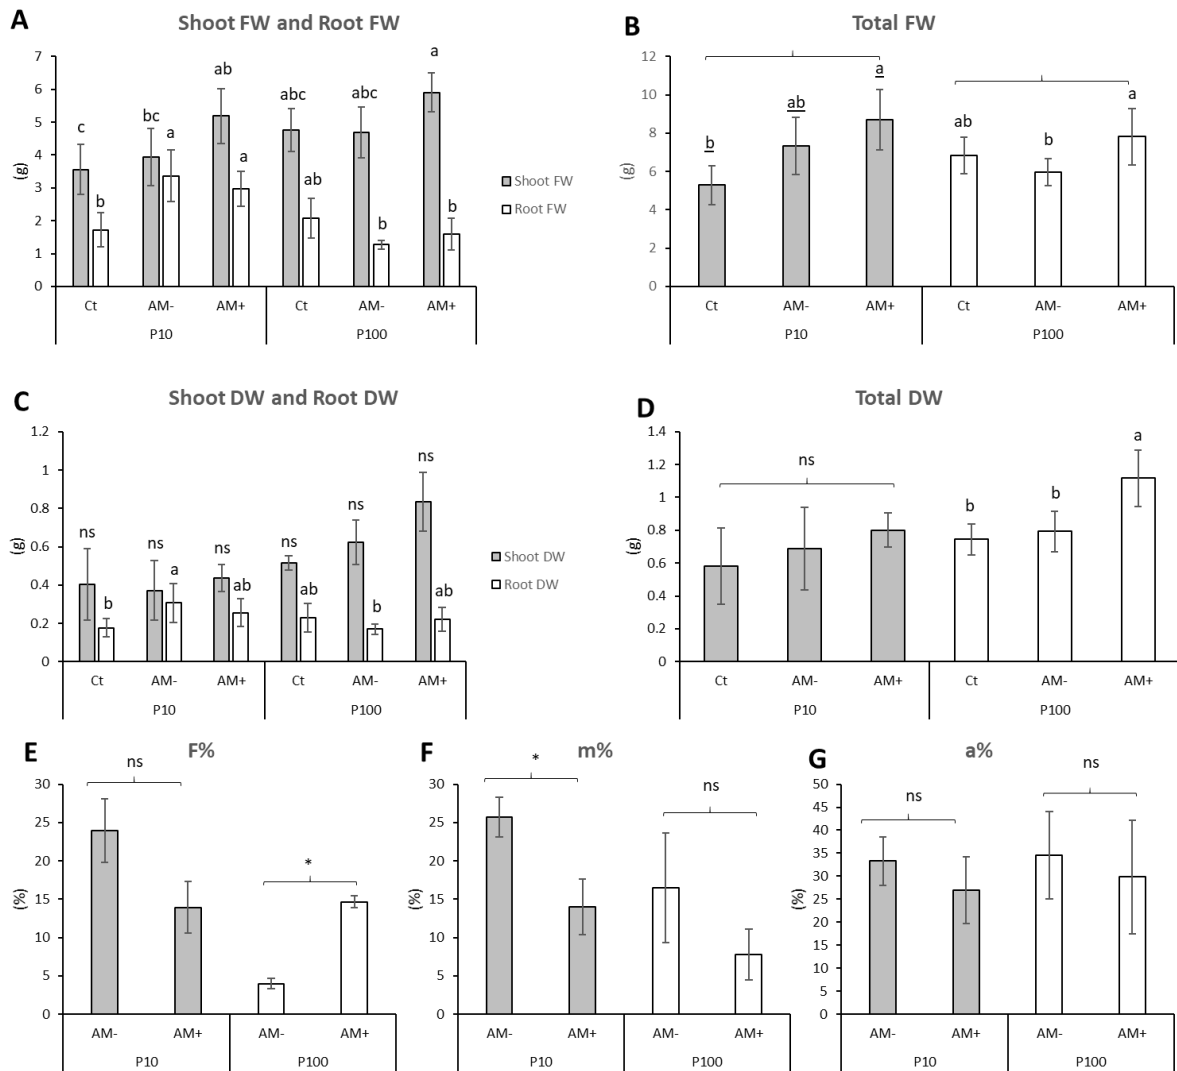 A
Shoot FW and Root FW
7
6
5
4
3
2
1
0
(g)
c
b
bc
a
ab
a
abc
ab
abc
b
a
b
Shoot FW
Root FW
Ct
AM-
AM+
Ct
AM-
AM+
P10
P100
B
Total FW
12
10
8
6
4
2
0
(g)
b
ab
a
ab
b
a
Ct
AM-
AM+
Ct
AM-
AM+
P10
P100
C
Shoot DW and Root DW
1.2
1
0.8
0.6
0.4
0.2
0
(g)
ns
b
ns
a
ns
ab
ns
ab
ns
b
ns
ab
Shoot DW
Root DW
Ct
AM-
AM+
Ct
AM-
AM+
P10
P100
D
Total DW
1.4
1.2
1
0.8
0.6
0.4
0.2
0
(g)
ns
b
b
a
Ct
AM-
AM+
Ct
AM-
AM+
P10
P100
E
F%
30
25
20
15
10
5
0
(%)
ns
*
AM-
AM+
AM-
AM+
P10
P100
F
m%
30
25
20
15
10
5
0
(%)
*
ns
AM-
AM+
AM-
AM+
P10
P100
G
a%
50
45
40
35
30
25
20
15
10
5
0
(%)
ns
ns
AM-
AM+
AM-
AM+
P10
P100